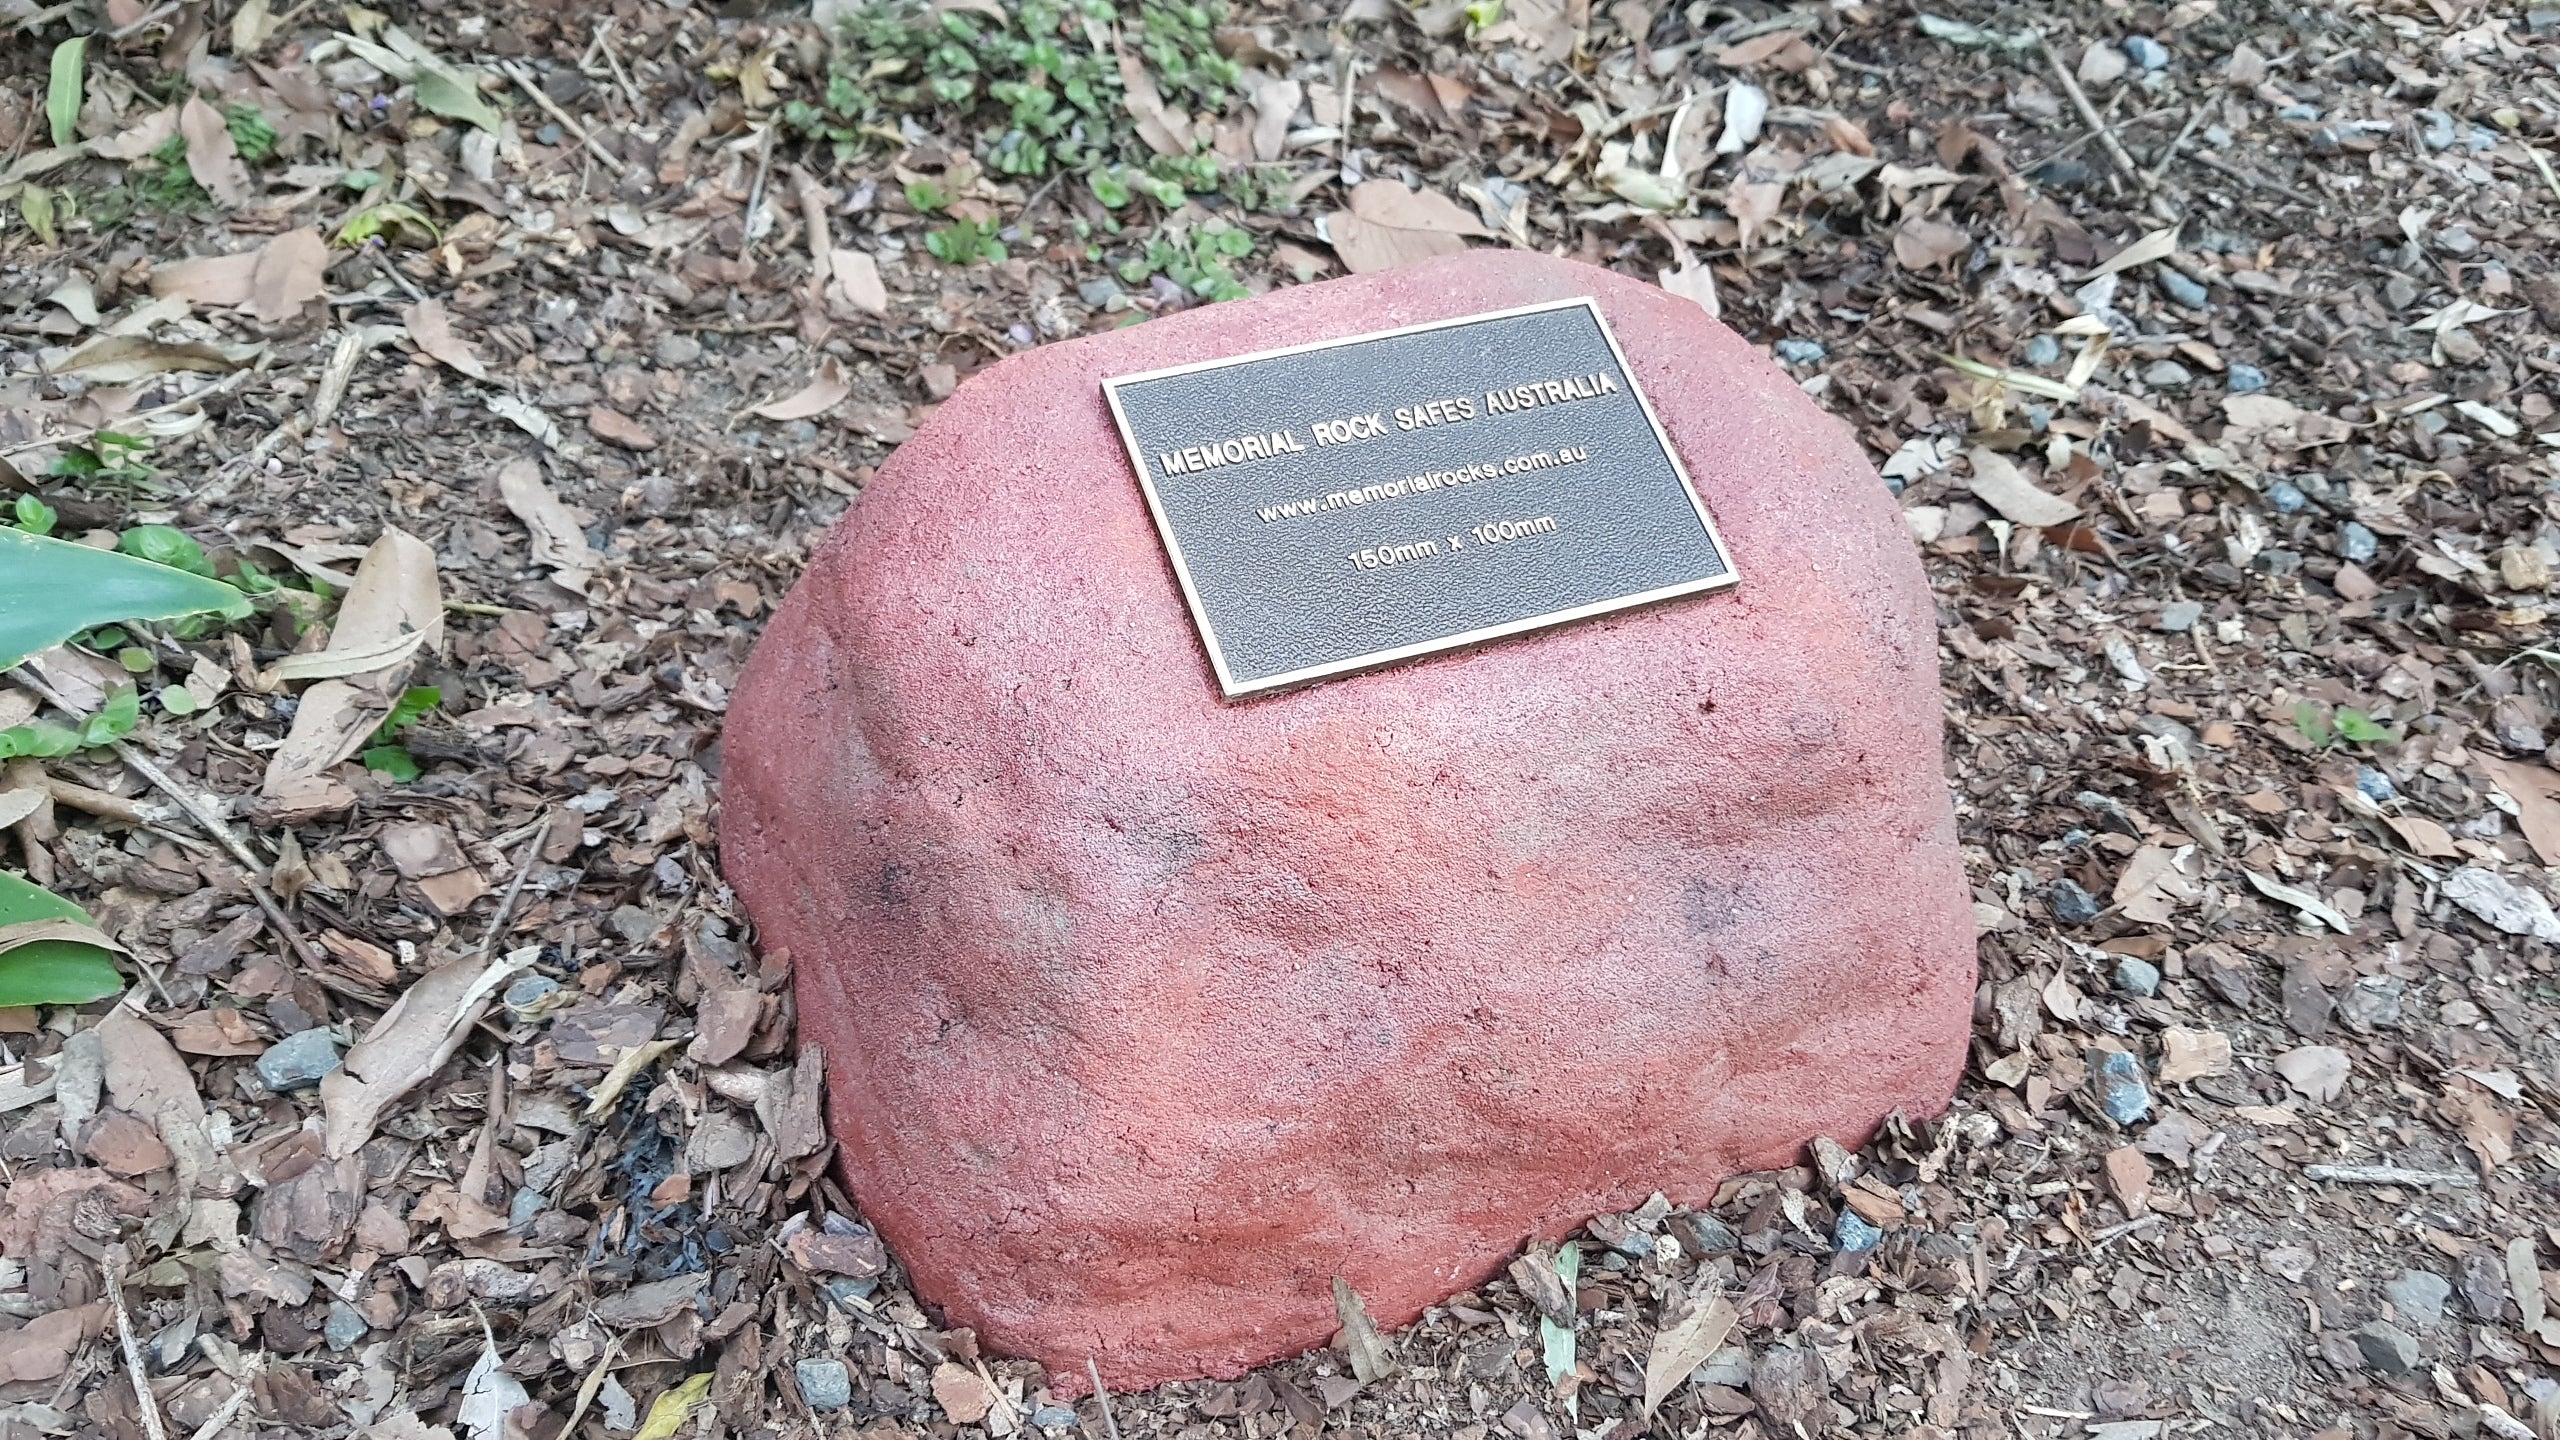 MEMORIAL ROCK SAFES AUSTRALIA
www.memorialrocks.com.au
150mm x 100mm